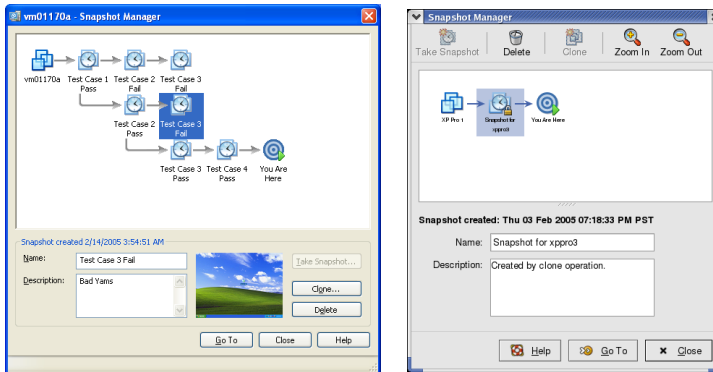 vm01170a - Snapshot Manager
vm01170a Test Case 1 Pass Test Case 2 Fail Test Case 3 Fail
Test Case 2 Pass Test Case 3 Fail
Test Case 3 Pass Test Case 4 Pass You Are Here
Snapshot created 2/14/2005 3:54:51 AM
Name: Test Case 3 Fail
Take Snapshot...
Description: Bad Yams
Clone...
Delete
Go To Close Help
Snapshot Manager
Take Snapshot Delete Clone Zoom In Zoom Out
XP Pro 1 Snapshot for xppro3 You Are Here
Snapshot created: Thu 03 Feb 2005 07:18:33 PM PST
Name: Snapshot for xppro3
Description: Created by clone operation.
Help Go To Close